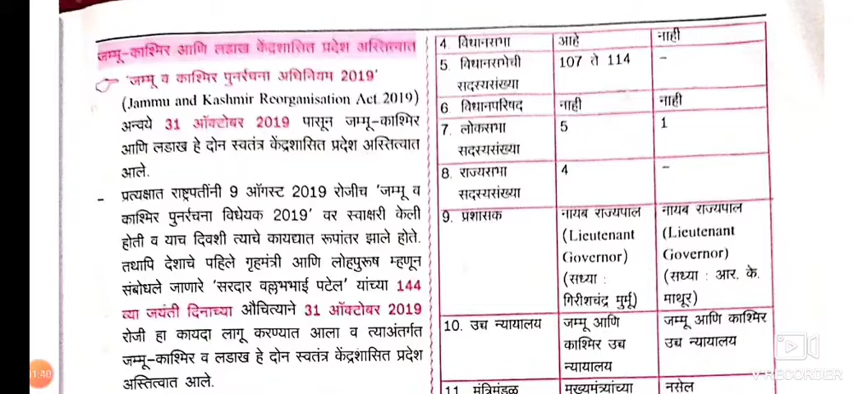 जम्मू-काश्मिर आणि लडाख केंद्रशासित प्रदेश अस्तित्वात
'जम्मू व काश्मिर पुनर्रचना अधिनियम 2019'
(Jammu and Kashmir Reorganisation Act 2019)
अन्वये 31 ऑक्टोबर 2019 पासून जम्मू-काश्मिर
आणि लडाख हे दोन स्वतंत्र केंद्रशासित प्रदेश अस्तित्वात
आले.
- प्रत्यक्षात राष्ट्रपतींनी 9 ऑगस्ट 2019 रोजीच 'जम्मू व
काश्मिर पुनर्रचना विधेयक 2019' वर स्वाक्षरी केली
होती व याच दिवशी त्याचे कायद्यात रूपांतर झाले होते.
तथापि देशाचे पहिले गृहमंत्री आणि लोहपुरूष म्हणून
संबोधले जाणारे 'सरदार वल्लभभाई पटेल' यांच्या 144
व्या जयंती दिनाच्या औचित्याने 31 ऑक्टोबर 2019
रोजी हा कायदा लागू करण्यात आला व त्याअंतर्गत
जम्मू-काश्मिर व लडाख हे दोन स्वतंत्र केंद्रशासित प्रदेश
अस्तित्वात आले.
4. विधानसभा आहे नाही
5. विधानसभेची 107 ते 114 –
सदस्यसंख्या
6 विधानपरिषद नाही नाही
7. लोकसभा 5 1
सदस्यसंख्या
8. राज्यसभा 4 –
सदस्यसंख्या
9. प्रशासक नायब राज्यपाल नायब राज्यपाल
(Lieutenant (Lieutenant
Governor) Governor)
(सध्या : (सध्या : आर. के.
गिरीशचंद्र मुर्मू) माथूर)
10. उच्च न्यायालय जम्मू आणि जम्मू आणि काश्मिर
काश्मिर उच्च उच्च न्यायालय
न्यायालय
11. मंत्रिमंडळ मुख्यमंत्र्यांच्या नसेल
V RECORDER